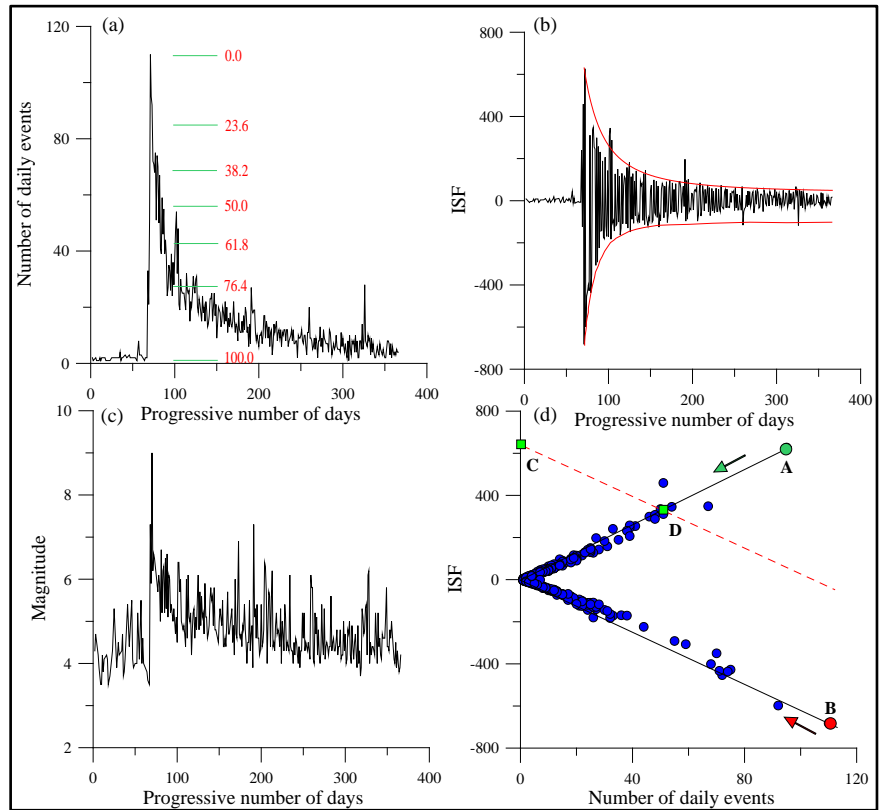 (a)
120
80
40
0
Number of daily events
0.0
23.6
38.2
50.0
61.8
76.4
100.0
0 100 200 300 400
Progressive number of days
(b)
800
400
0
-400
-800
ISF
0 100 200 300 400
Progressive number of days
(c)
10
8
6
4
2
Magnitude
0 100 200 300 400
Progressive number of days
(d)
800
400
0
-400
-800
ISF
C
A
D
B
0 40 80 120
Number of daily events